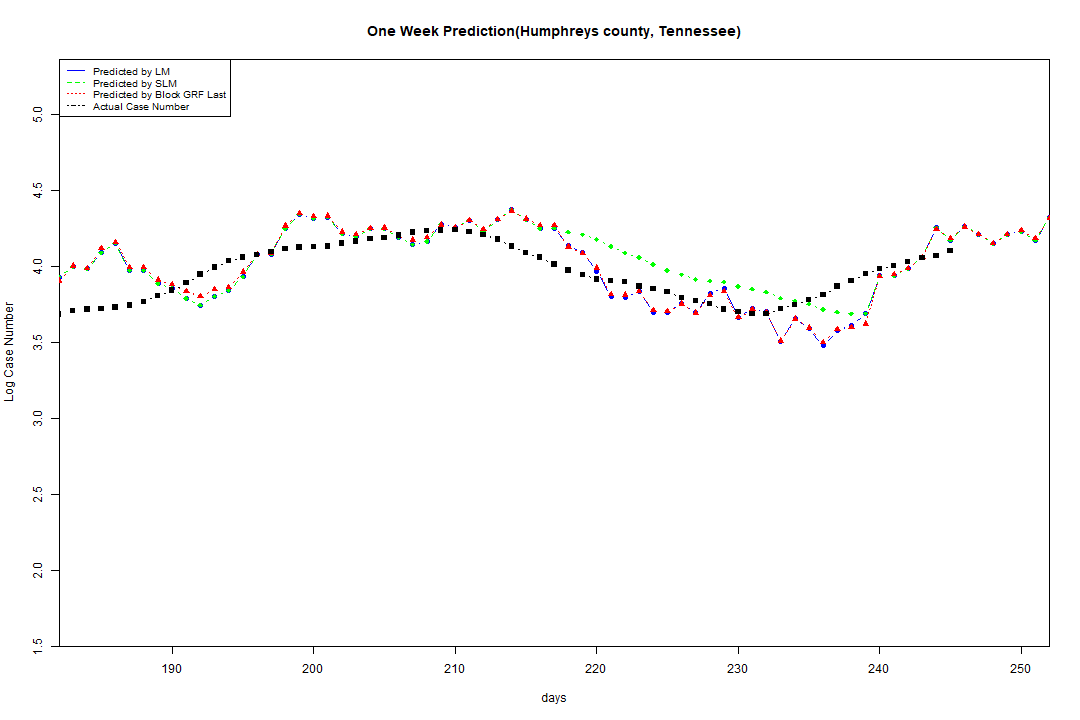 One Week Prediction(Humphreys county, Tennessee)
Predicted by LM
Predicted by SLM
Predicted by Block GRF Last
Actual Case Number
5.0
4.5
4.0
3.5
3.0
2.5
2.0
1.5
Log Case Number
190 200 210 220 230 240 250
days